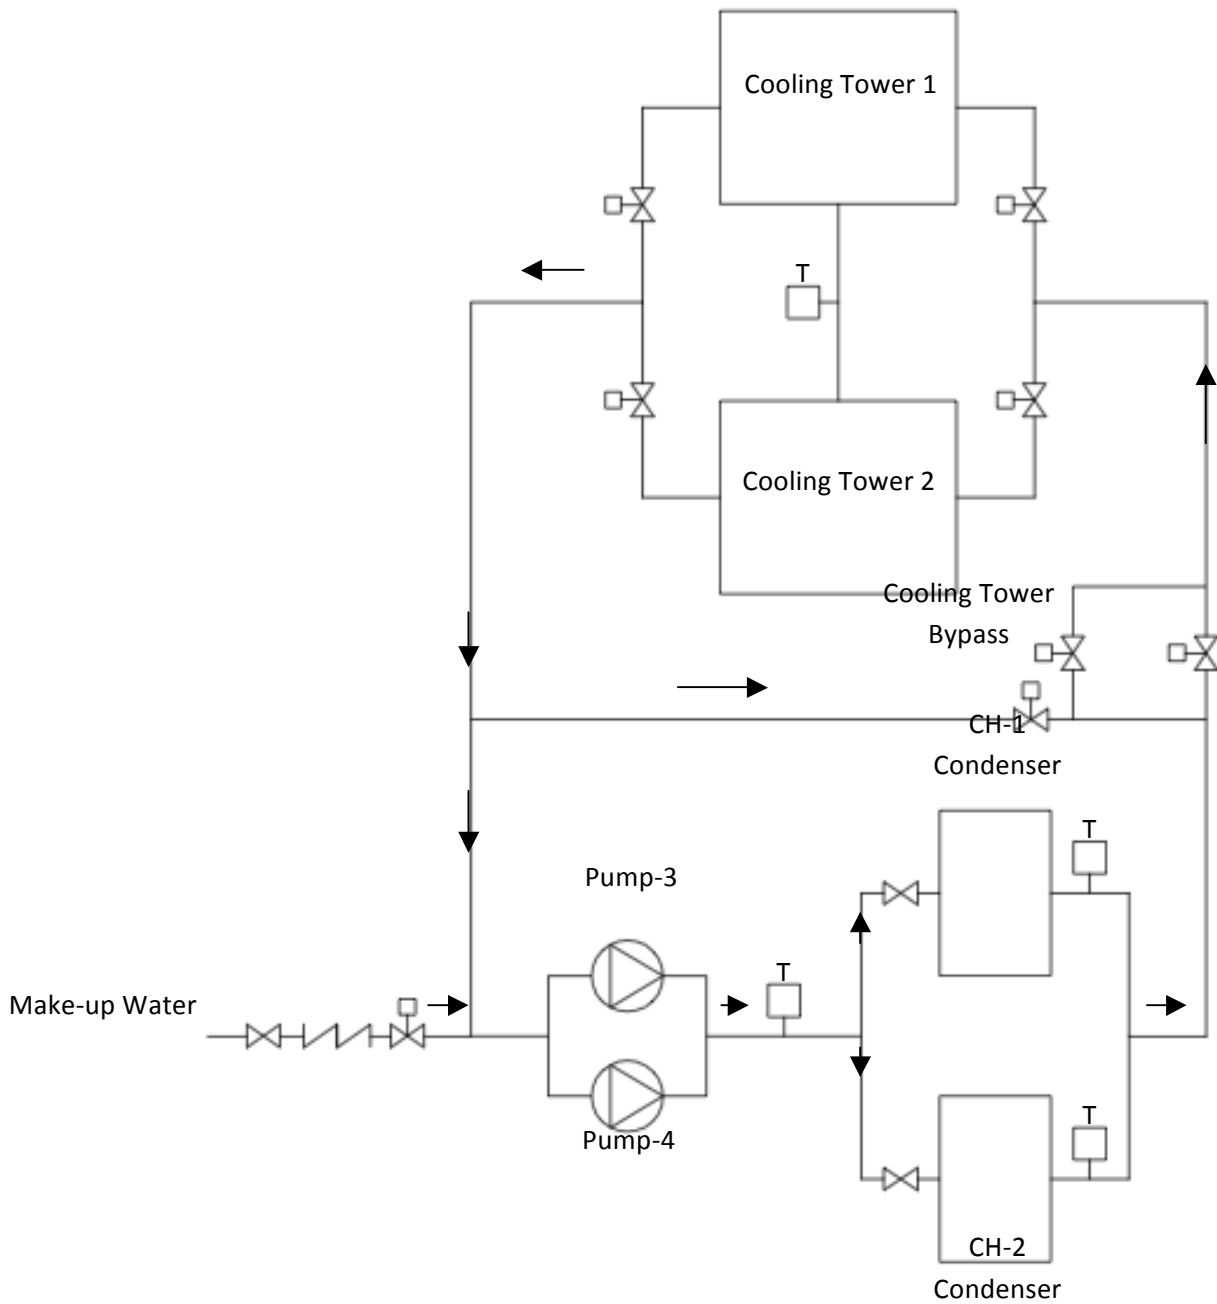 Cooling Tower 1
T
Cooling Tower 2
Cooling Tower
Bypass
CH-1
Condenser
T
Pump-3
T
Make-up Water
T
Pump-4
CH-2
Condenser